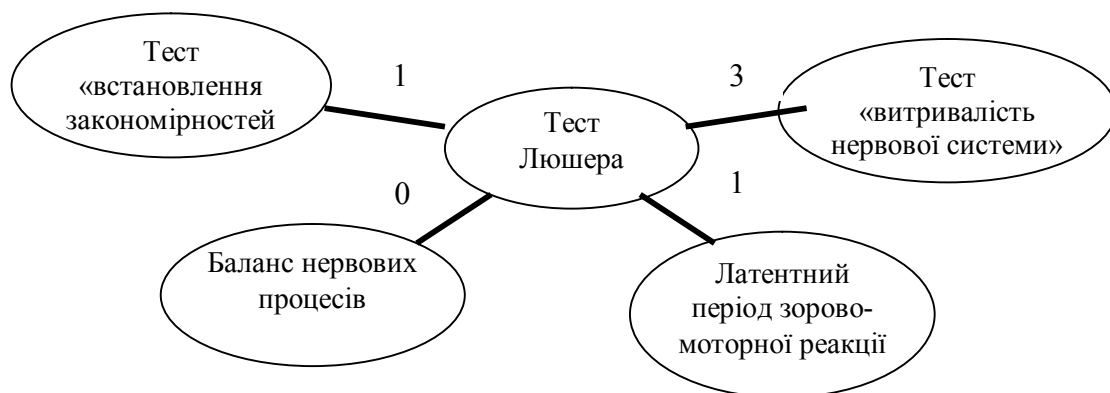 Тест
«встановлення
закономірностей
1
3
Тест
«витривалість
нервової системи»
Тест
Люшера
0
1
Баланс нервових
процесів
Латентний
період зорово-
моторної реакції